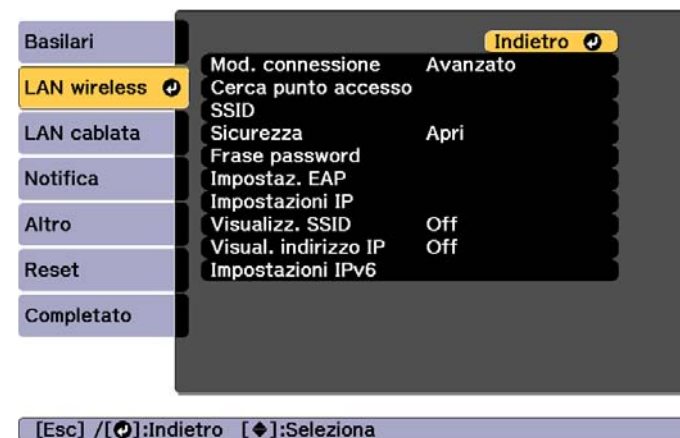 Basilari
LAN wireless
LAN cablata
Notifica
Altro
Reset
Completato
Indietro
Mod. connessione Avanzato
Cerca punto accesso
SSID
Sicurezza Apri
Frase password
Impostaz. EAP
Impostazioni IP
Visualizz. SSID Off
Visual. indirizzo IP Off
Impostazioni IPv6
[Esc] /[⏎]:Indietro [◆]:Seleziona